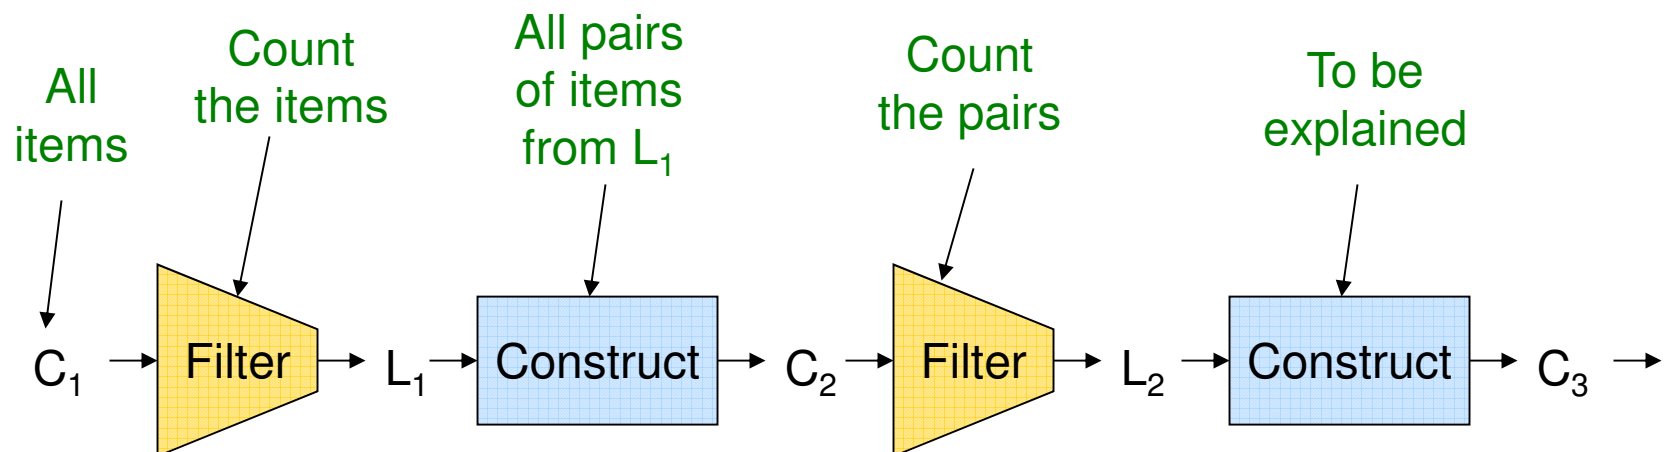 All
items
Count
the items
All pairs
of items
from L₁
Count
the pairs
To be
explained
C₁
Filter
L₁
Construct
C₂
Filter
L₂
Construct
C₃